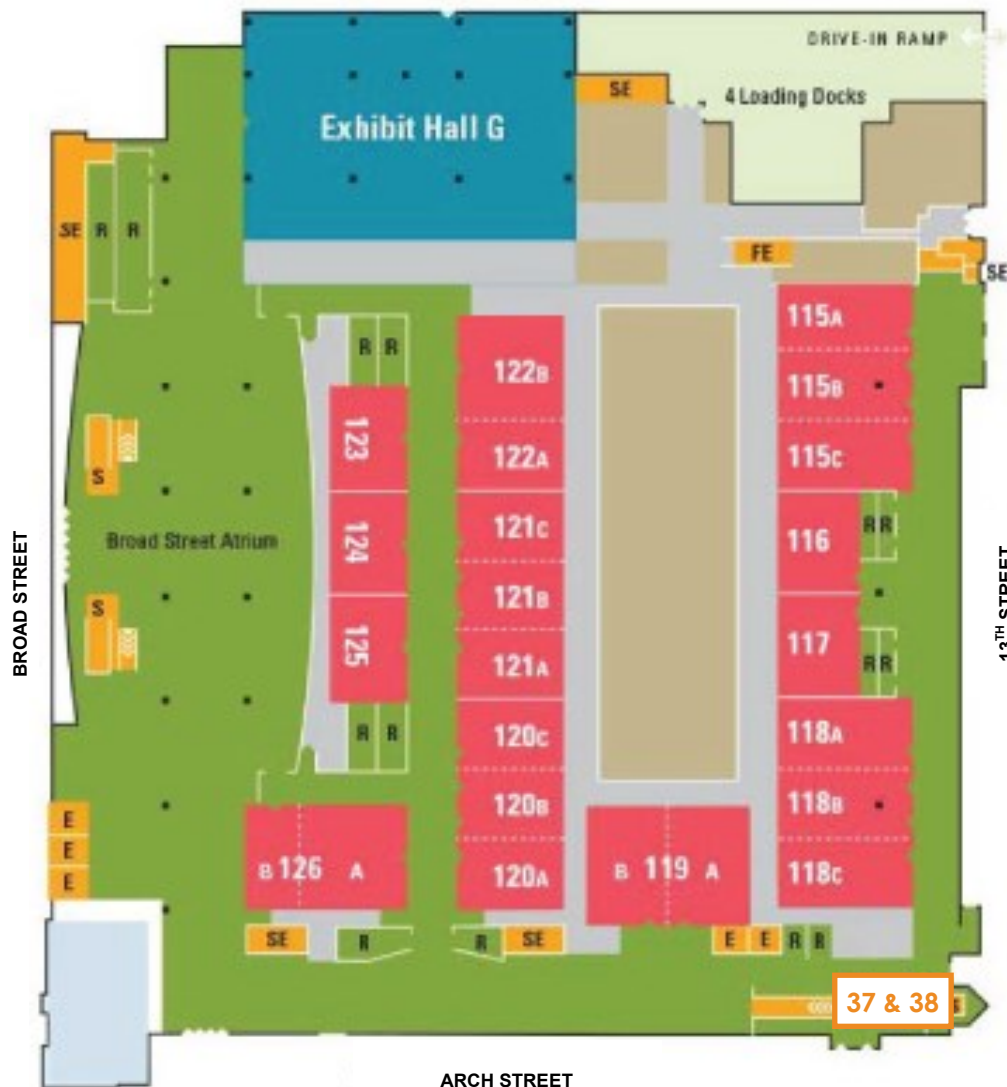 DRIVE-IN RAMP
SE
4 Loading Docks
Exhibit Hall G
SE R R
FE
SE
115A
R R
122B
115B
123
122A
115C
S
121C
116
R R
Broad Street Atrium
124
BROAD STREET
13TH STREET
121B
S
125
121A
117
R R
R R
120C
118A
120B
118B
E
E
E
B 126 A
120A
B 119 A
118C
SE
R
R
SE
E E R R
37 & 38
ARCH STREET